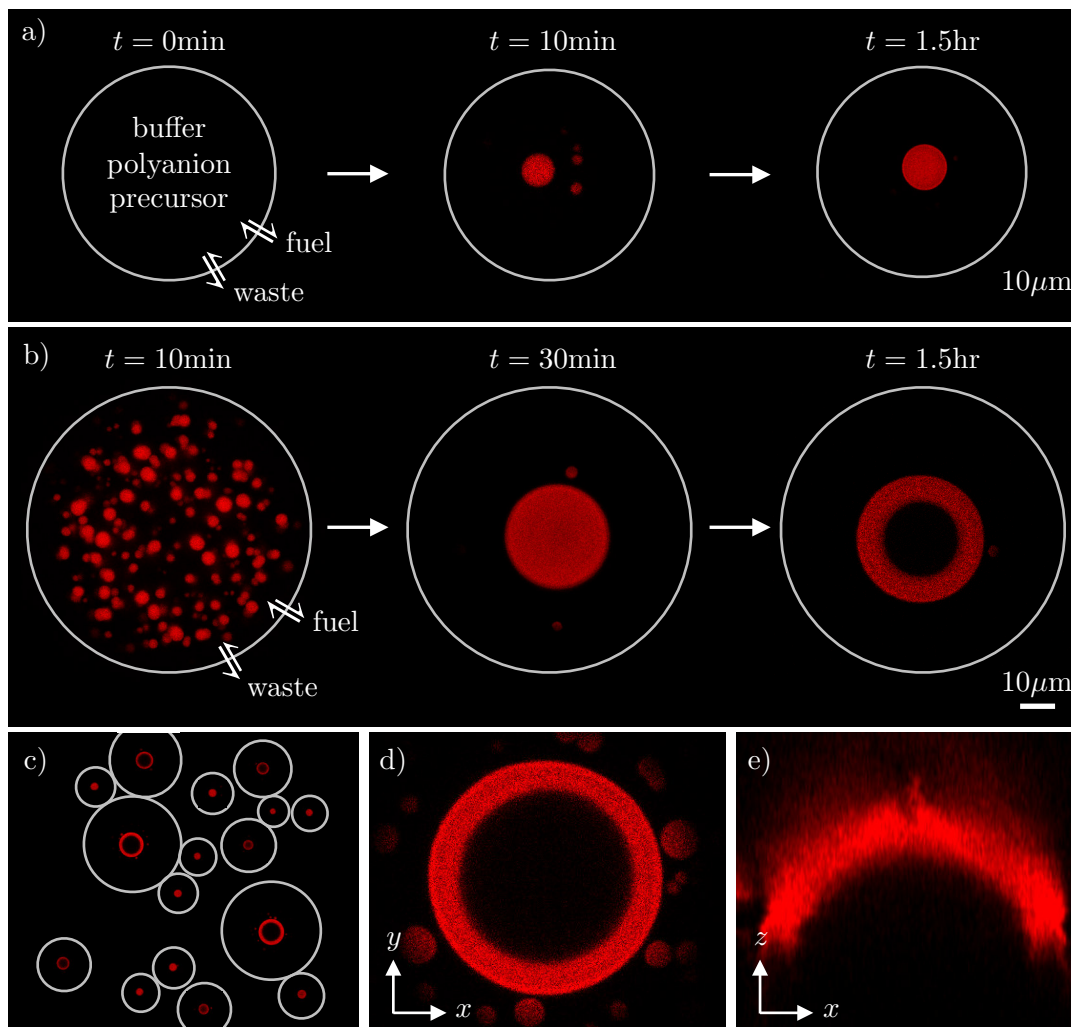 a)
t = 0min
t = 10min
t = 1.5hr
buffer
polyanion
precursor
fuel
waste
10μm
b)
t = 10min
t = 30min
t = 1.5hr
fuel
waste
10μm
c)
d)
y
x
e)
z
x